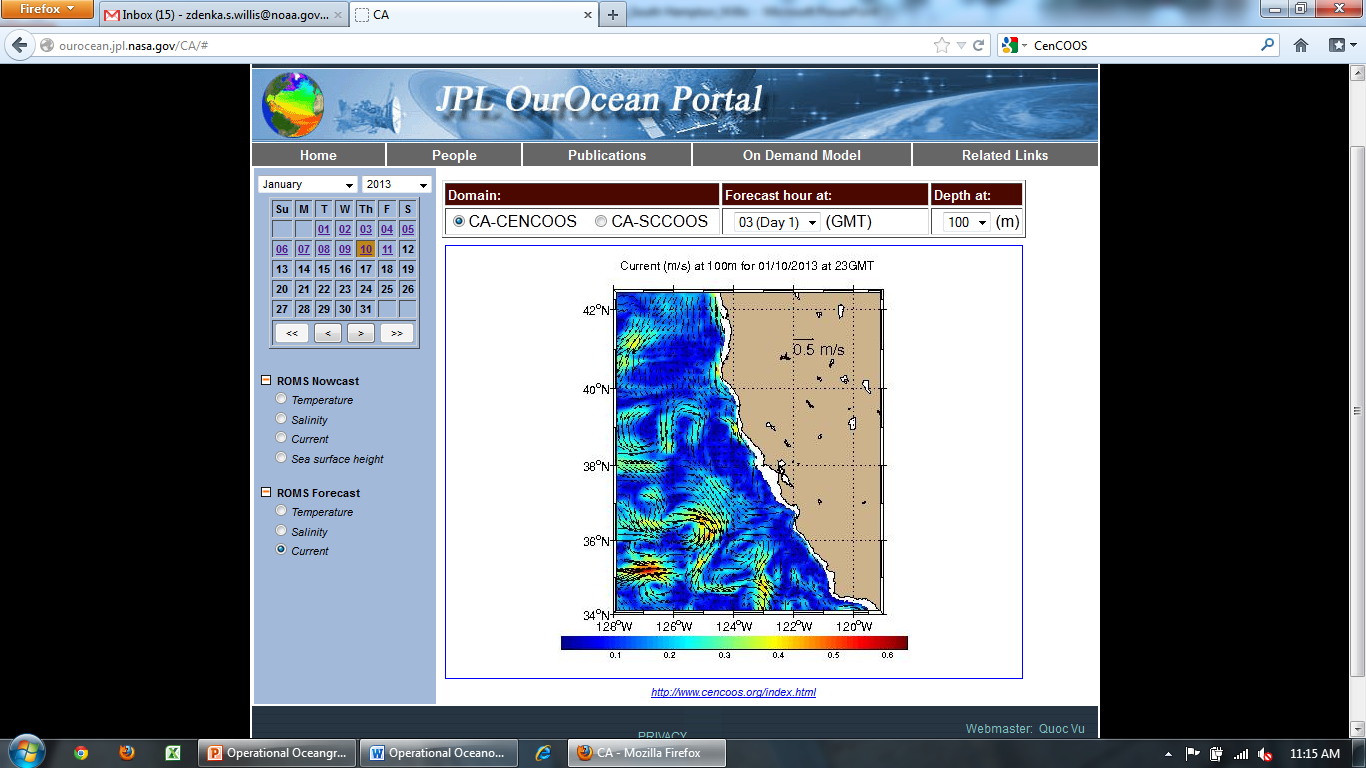 Firefox
Inbox (15) - zdenka.s.willis@noaa.gov...
CA
ourocean.jpl.nasa.gov/CA/#
CenCOOS
JPL OurOcean Portal
Home People Publications On Demand Model Related Links
January 2013
Su M T W Th F S
01 02 03 04 05
06 07 08 09 10 11 12
13 14 15 16 17 18 19
20 21 22 23 24 25 26
27 28 29 30 31
<< < > >>
ROMS Nowcast
Temperature
Salinity
Current
Sea surface height
ROMS Forecast
Temperature
Salinity
Current
Domain: Forecast hour at: Depth at:
CA-CENCOOS CA-SCCOOS 03 (Day 1) (GMT) 100 (m)
Current (m/s) at 100m for 01/10/2013 at 23GMT
42°N
0.5 m/s
40°N
38°N
36°N
34°N
128°W 126°W 124°W 122°W 120°W
0.1 0.2 0.3 0.4 0.5 0.6
http://www.cencoos.org/index.html
Webmaster: Quoc Vu
PRIVACY
Operational Oceangr...
Operational Oceano...
CA - Mozilla Firefox
11:15 AM